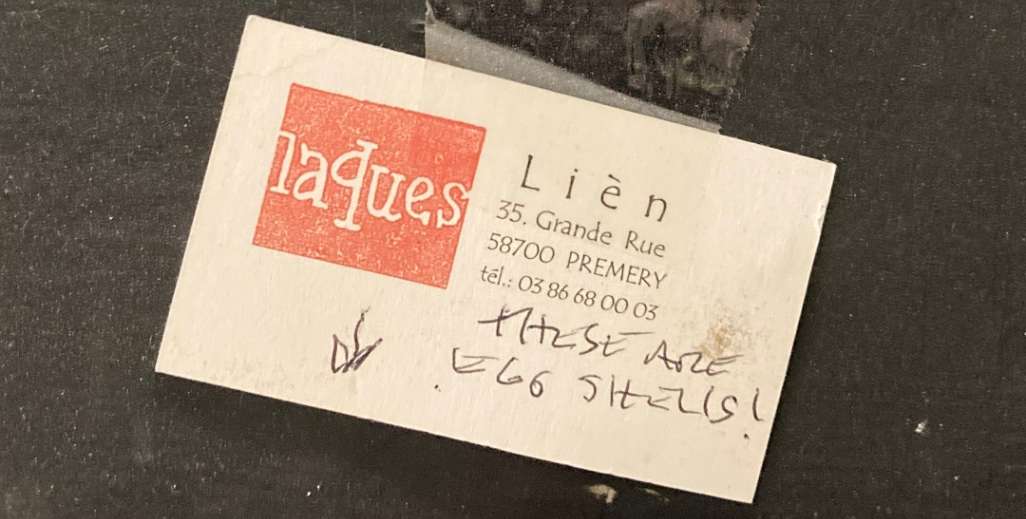 laques
Lièn
35. Grande Rue
58700 PREMERY
tél.: 03 86 68 00 03
THESE ARE
EGG SHELLS!